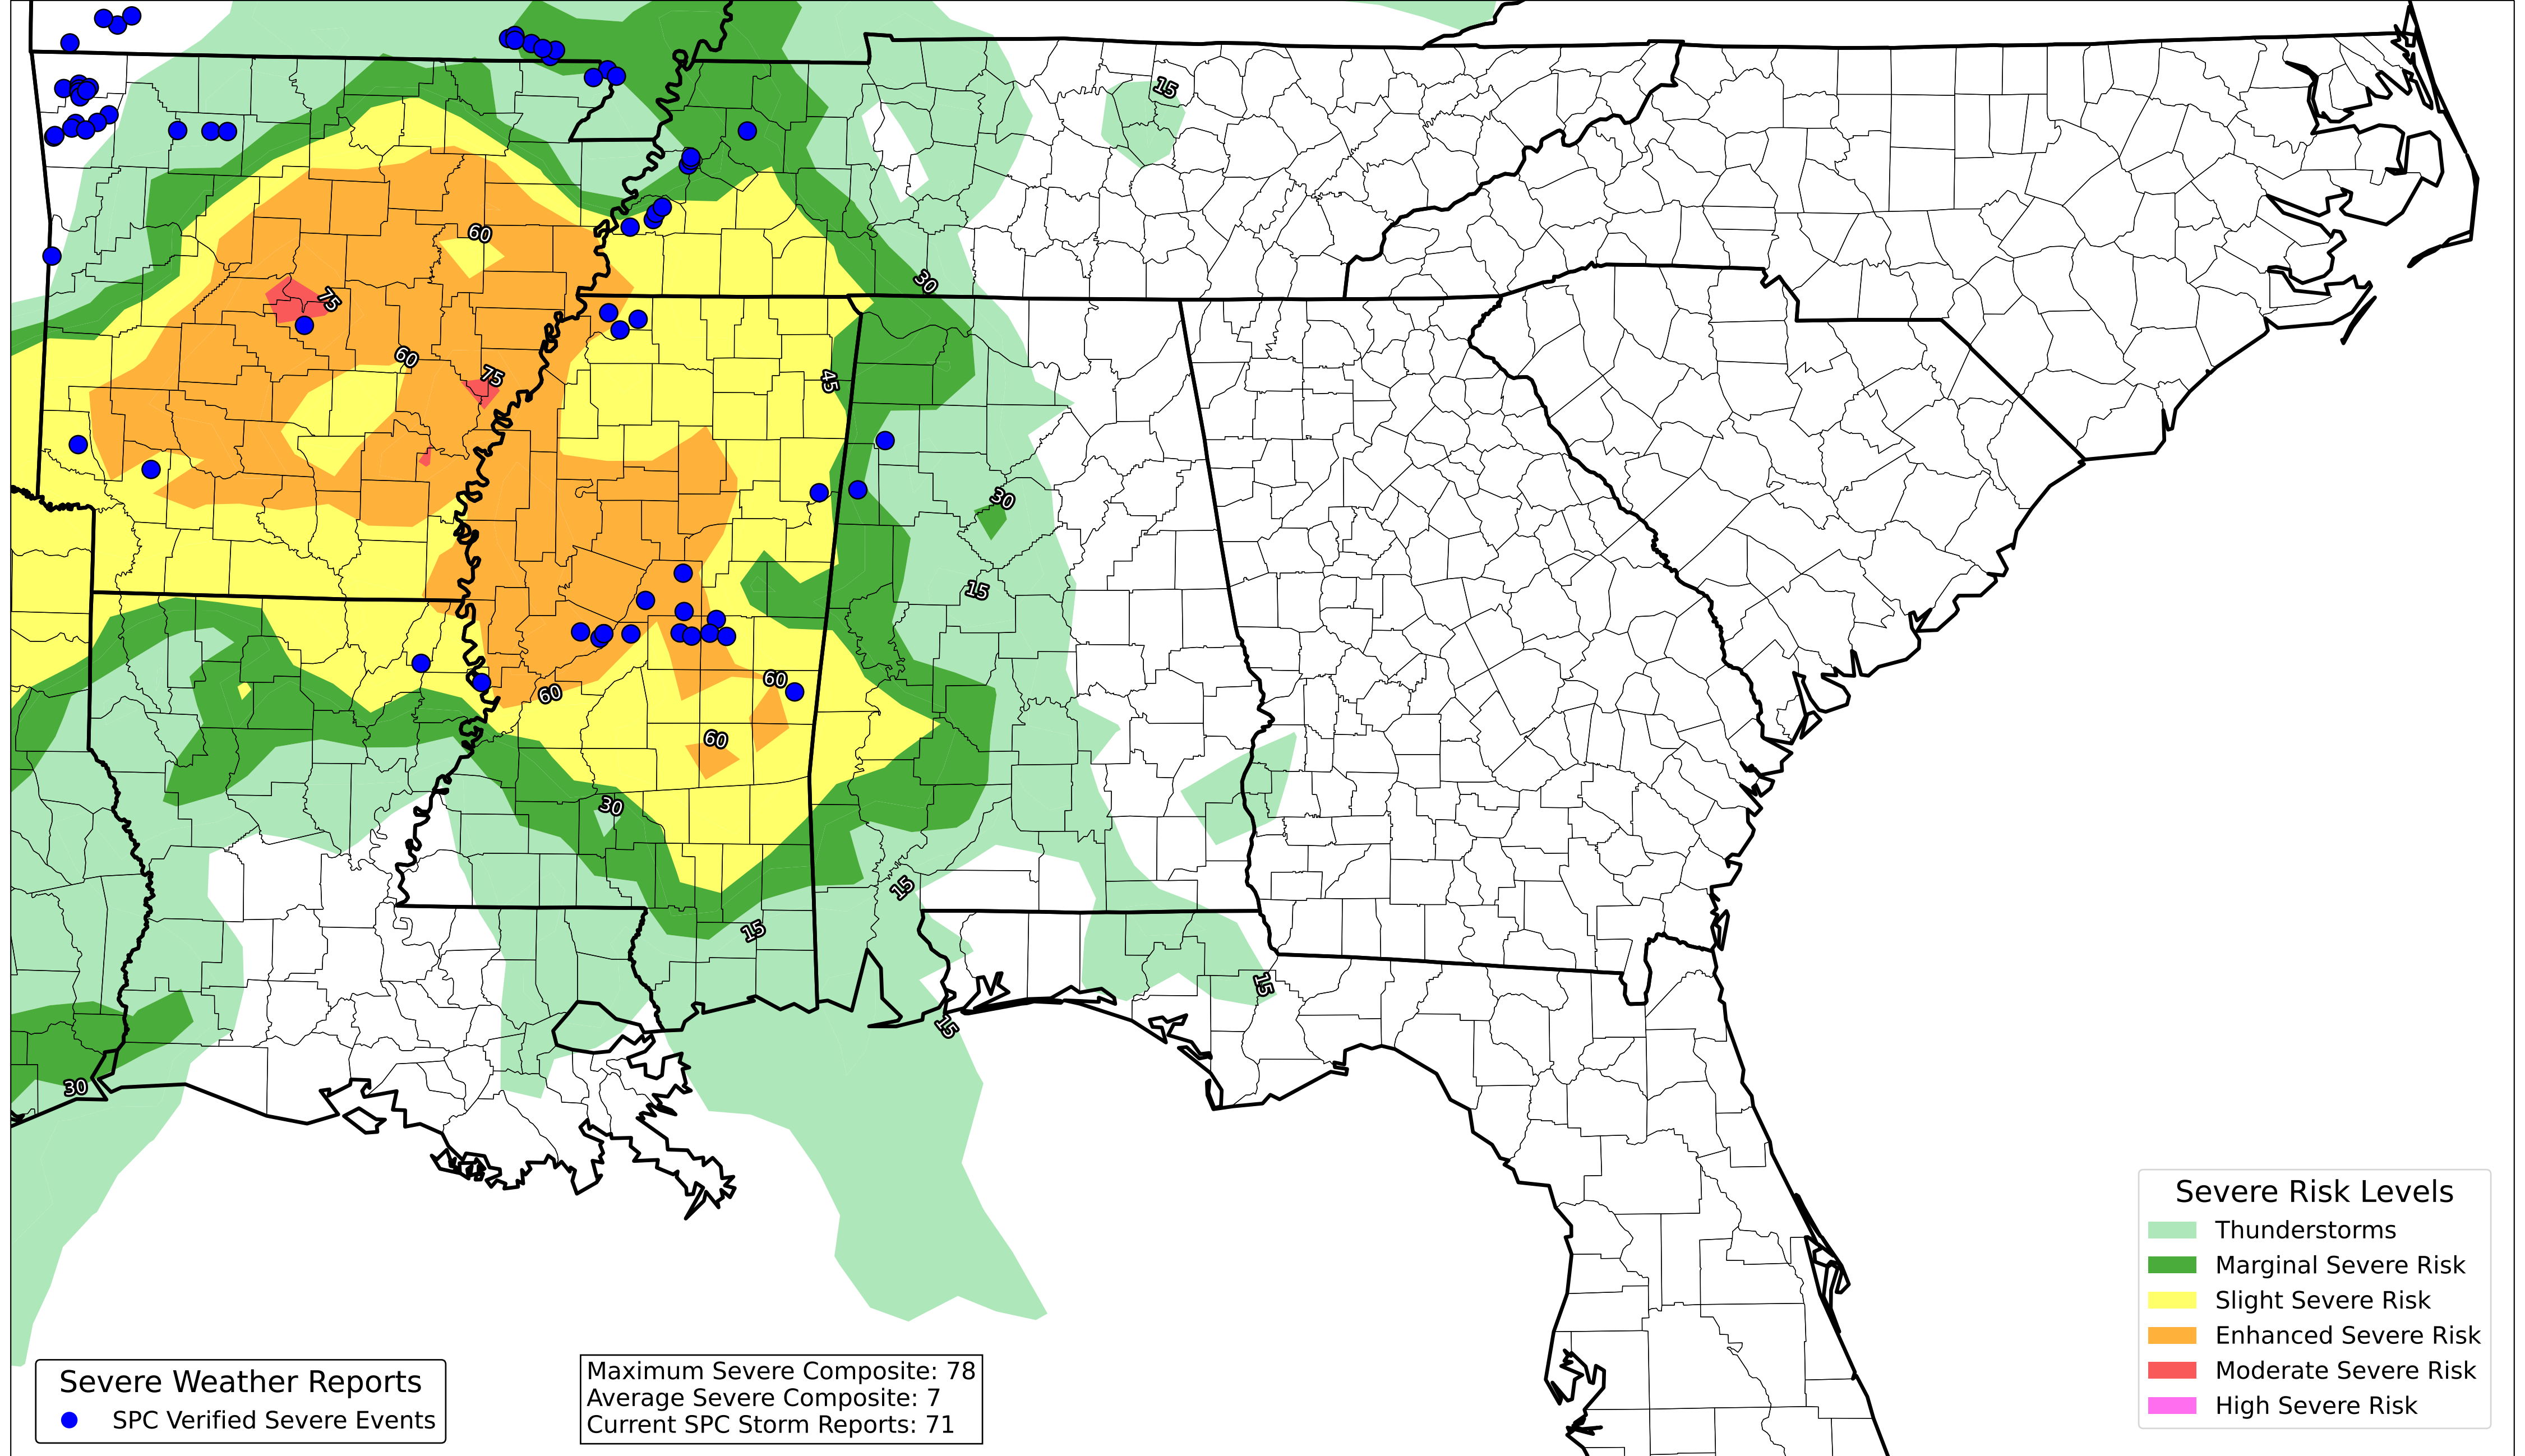 15
60
30
75
60
75
45
30
15
60
60
60
30
15
15
15
15
30
Severe Risk Levels
Thunderstorms
Marginal Severe Risk
Slight Severe Risk
Enhanced Severe Risk
Moderate Severe Risk
High Severe Risk
Severe Weather Reports
SPC Verified Severe Events
Maximum Severe Composite: 78
Average Severe Composite: 7
Current SPC Storm Reports: 71